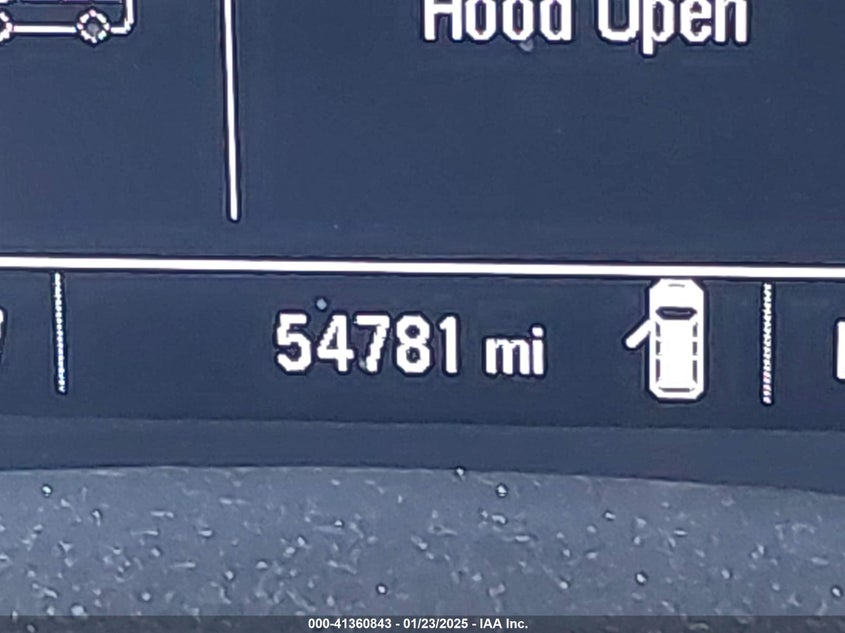 Hood Open
54781 mi
000-41360843 - 01/23/2025 - IAA Inc.